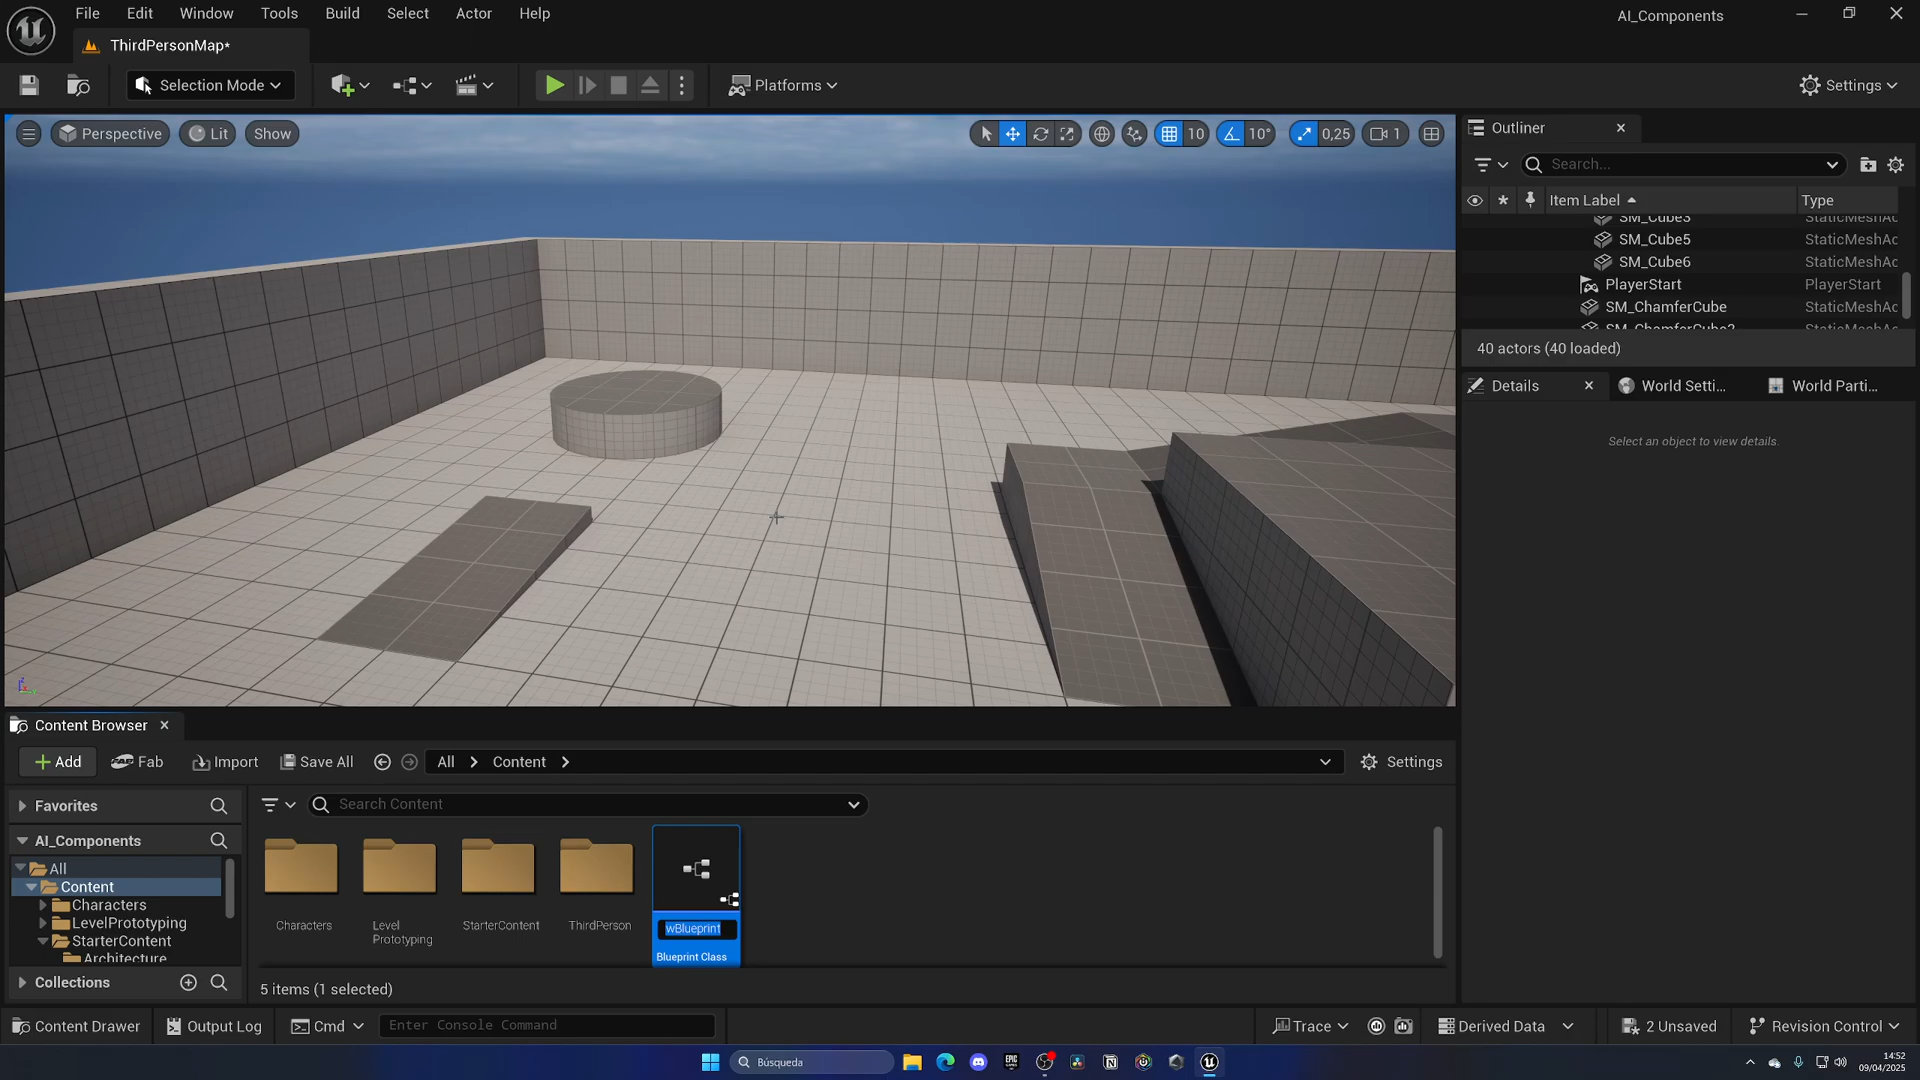 File Edit Window Tools Build Select Actor Help
AI_Components
ThirdPersonMap*
Selection Mode
Platforms
Settings
Perspective
Lit
Show
10
10°
0,25
1
Outliner
Search...
Item Label
Type
SM_Cube3 StaticMeshAc
SM_Cube5 StaticMeshAc
SM_Cube6 StaticMeshAc
PlayerStart PlayerStart
SM_ChamferCube StaticMeshAc
SM_ChamferCube2 StaticMeshAc
40 actors (40 loaded)
Details
World Setti...
World Parti...
Select an object to view details.
Content Browser
Add
Fab
Import
Save All
All
Content
Settings
Favorites
Search Content
AI_Components
All
Content
Characters
LevelPrototyping
StarterContent
Architecture
Collections
Characters
Level
Prototyping
StarterContent
ThirdPerson
wBlueprint
Blueprint Class
5 items (1 selected)
Content Drawer
Output Log
Cmd
Enter Console Command
Trace
Derived Data
2 Unsaved
Revision Control
Búsqueda
EPIC
14:52
09/04/2025